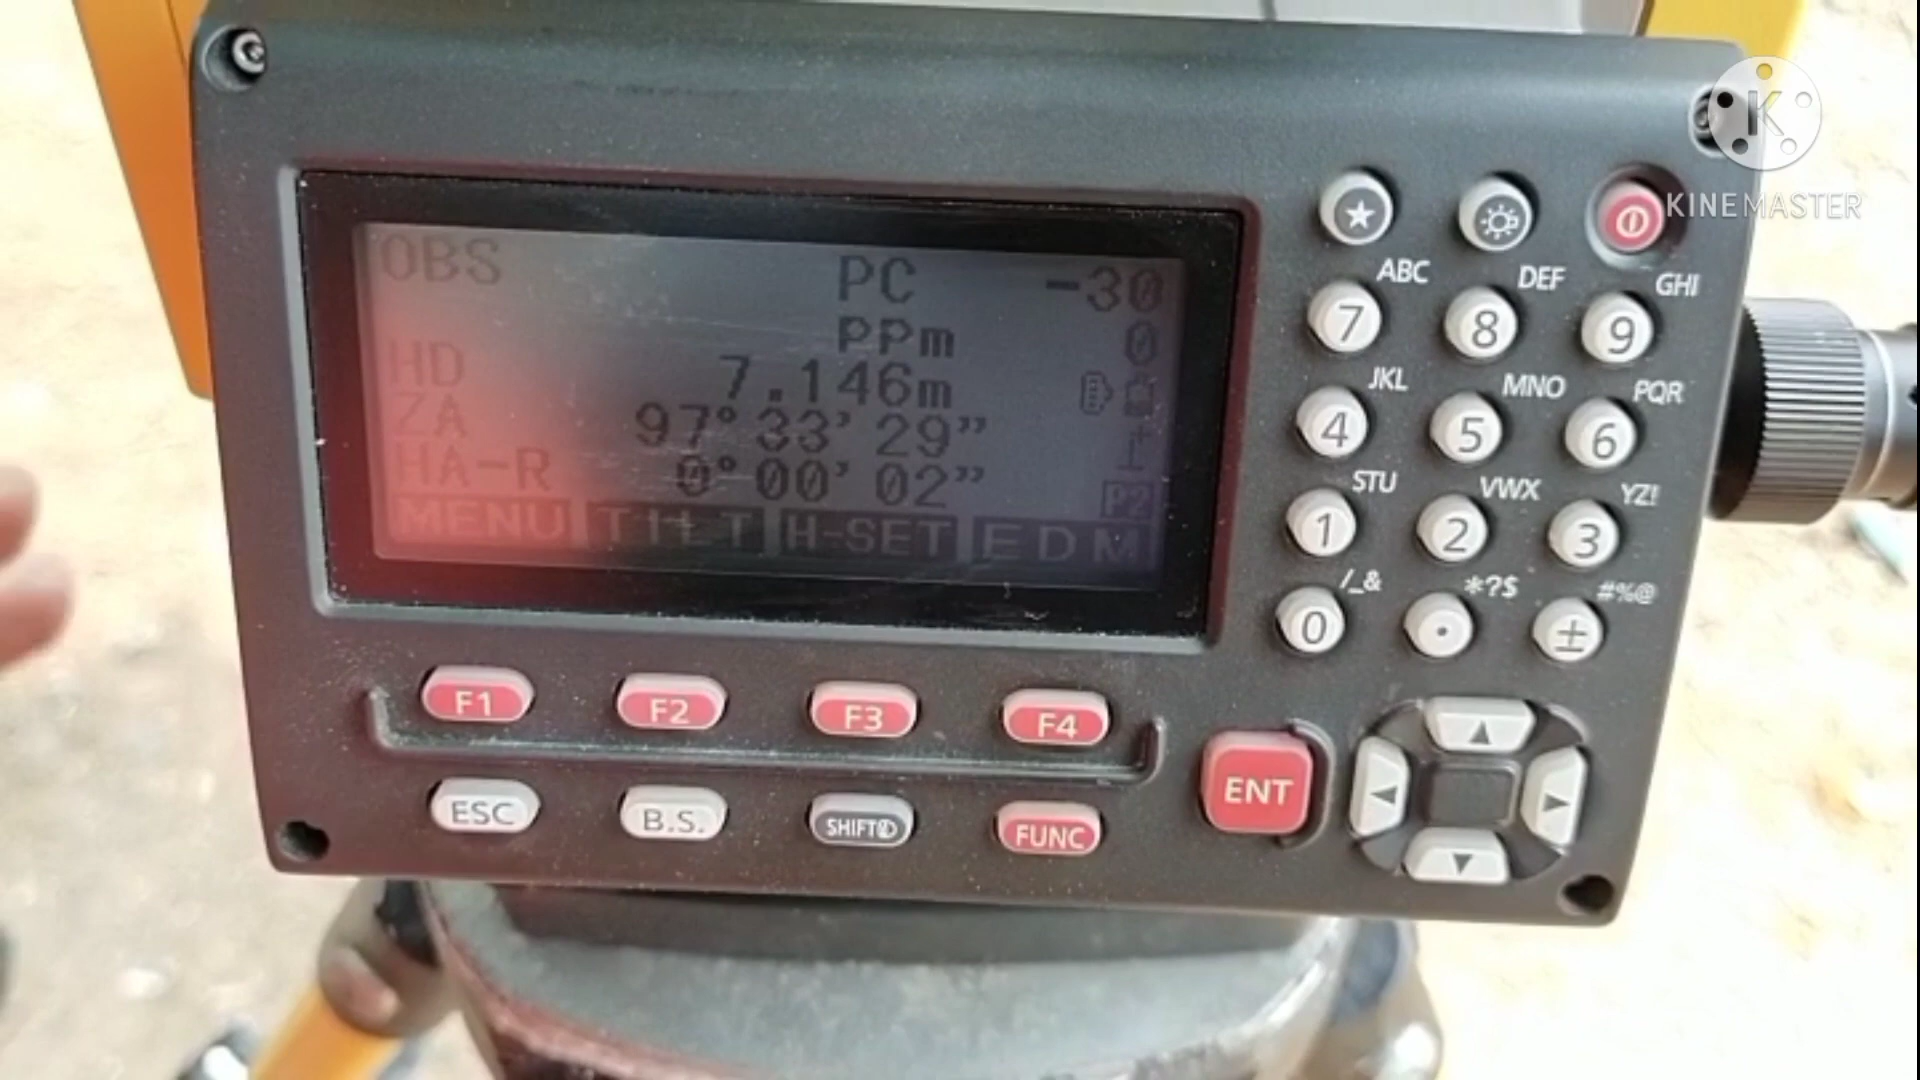 OBS
PC -30
ppm 0
HD 7.146m
ZA 97°33'29"
HA-R 0°00'02"
P2
MENU TILT H-SET EDM
F1 F2 F3 F4
ESC B.S. SHIFT FUNC
ENT
ABC DEF GHI
7 8 9
JKL MNO PQR
4 5 6
STU VWX YZ!
1 2 3
/_& *?$ #%@
0 . ±
K
KINEMASTER